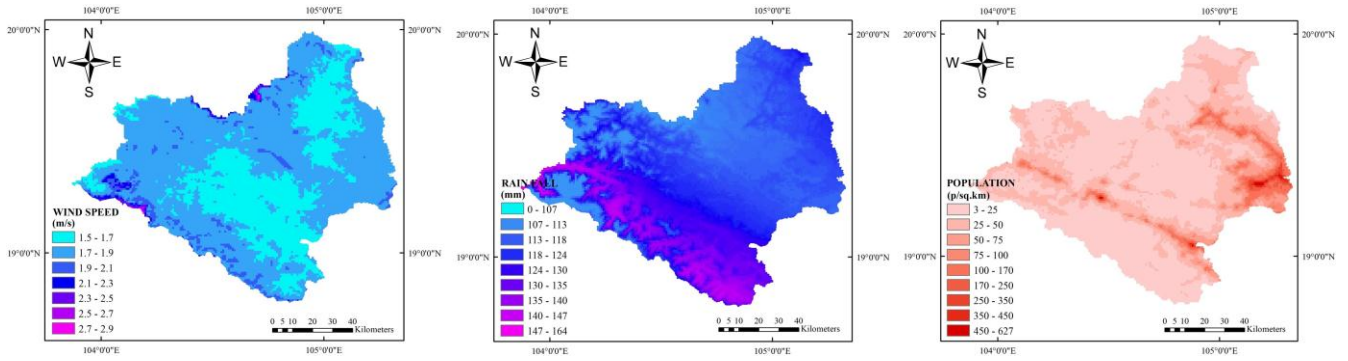 104°0'0"E 105°0'0"E
20°0'0"N
N
W E
S
19°0'0"N
WIND SPEED
(m/s)
1.5 - 1.7
1.7 - 1.9
1.9 - 2.1
2.1 - 2.3
2.3 - 2.5
2.5 - 2.7
2.7 - 2.9
0 5 10 20 30 40
Kilometers
104°0'0"E 105°0'0"E
104°0'0"E 105°0'0"E
20°0'0"N
N
W E
S
19°0'0"N
RAIN FALL
(mm)
0 - 107
107 - 113
113 - 118
118 - 124
124 - 130
130 - 135
135 - 140
140 - 147
147 - 164
0 5 10 20 30 40
Kilometers
104°0'0"E 105°0'0"E
104°0'0"E 105°0'0"E
20°0'0"N
N
W E
S
19°0'0"N
POPULATION
(p/sq.km)
3 - 25
25 - 50
50 - 75
75 - 100
100 - 170
170 - 250
250 - 350
350 - 450
450 - 627
0 5 10 20 30 40
Kilometers
104°0'0"E 105°0'0"E